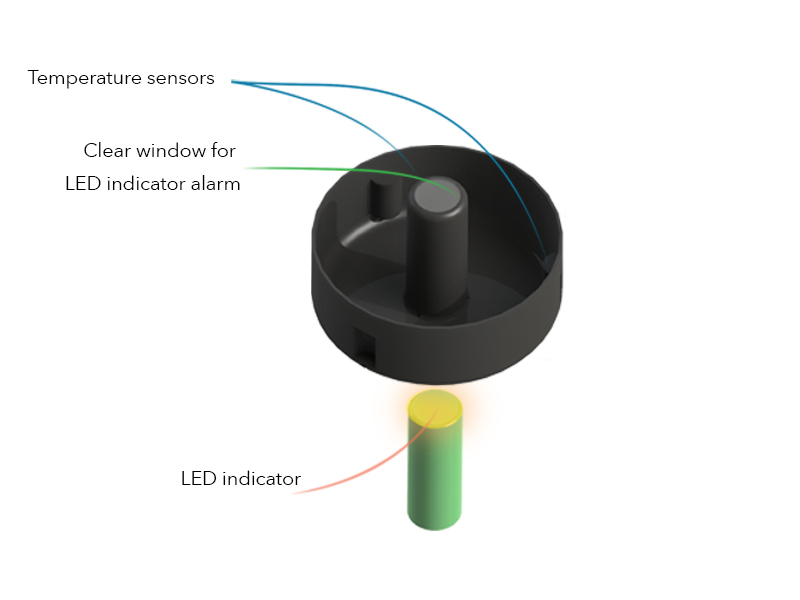 Temperature sensors
Clear window for
LED indicator alarm
LED indicator